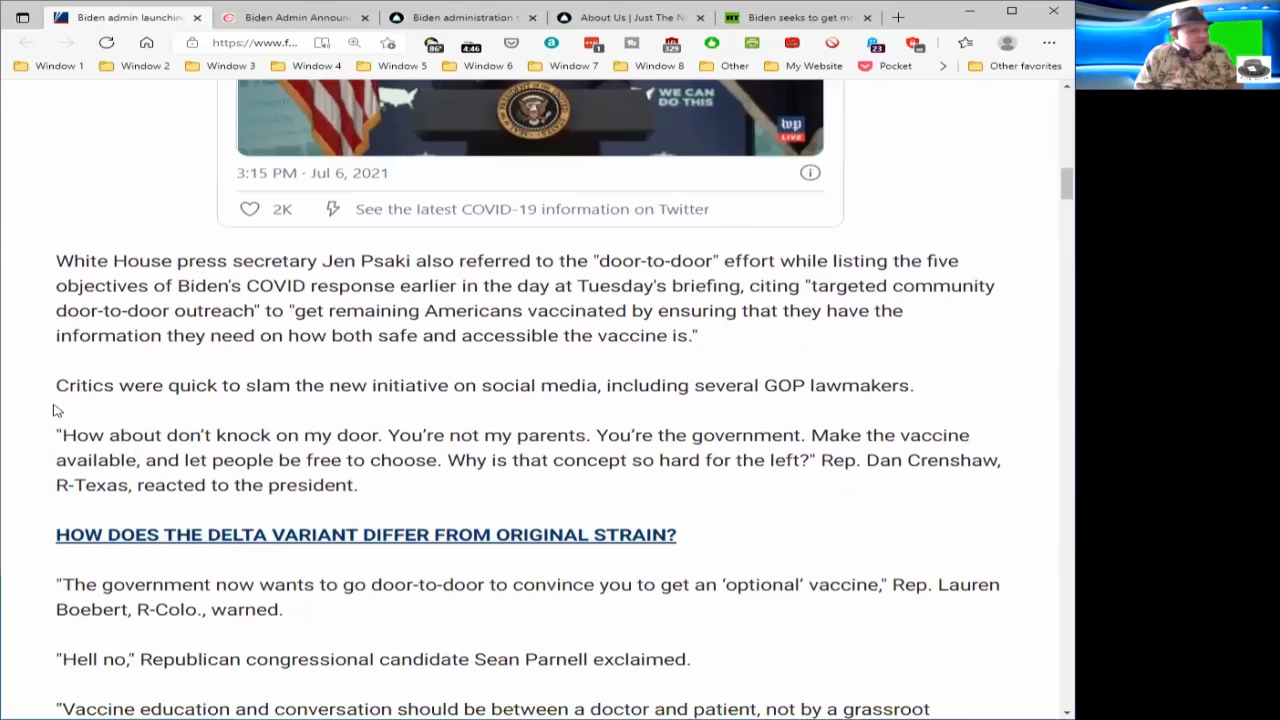 Biden admin launching
Biden Admin Announ
Biden administration t
About Us | Just The N
Biden seeks to get mo
https://www.f...
86°
4:46
1
329
23
Window 1
Window 2
Window 3
Window 4
Window 5
Window 6
Window 7
Window 8
Other
My Website
Pocket
Other favorites
WE CAN
DO THIS
wp
LIVE
3:15 PM · Jul 6, 2021
2K
See the latest COVID-19 information on Twitter
White House press secretary Jen Psaki also referred to the "door-to-door" effort while listing the five
objectives of Biden's COVID response earlier in the day at Tuesday's briefing, citing "targeted community
door-to-door outreach" to "get remaining Americans vaccinated by ensuring that they have the
information they need on how both safe and accessible the vaccine is."
Critics were quick to slam the new initiative on social media, including several GOP lawmakers.
"How about don’t knock on my door. You’re not my parents. You’re the government. Make the vaccine
available, and let people be free to choose. Why is that concept so hard for the left?" Rep. Dan Crenshaw,
R-Texas, reacted to the president.
HOW DOES THE DELTA VARIANT DIFFER FROM ORIGINAL STRAIN?
"The government now wants to go door-to-door to convince you to get an ‘optional’ vaccine," Rep. Lauren
Boebert, R-Colo., warned.
"Hell no," Republican congressional candidate Sean Parnell exclaimed.
"Vaccine education and conversation should be between a doctor and patient, not by a grassroot